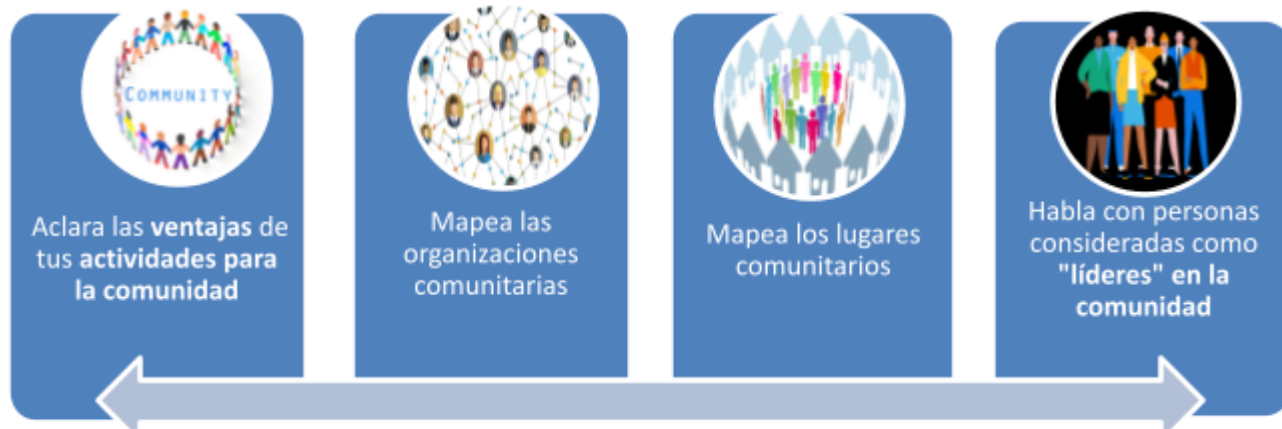 COMMUNITY
Aclara las ventajas de
tus actividades para
la comunidad
Mapea las
organizaciones
comunitarias
Mapea los lugares
comunitarios
Habla con personas
consideradas como
"líderes" en la
comunidad